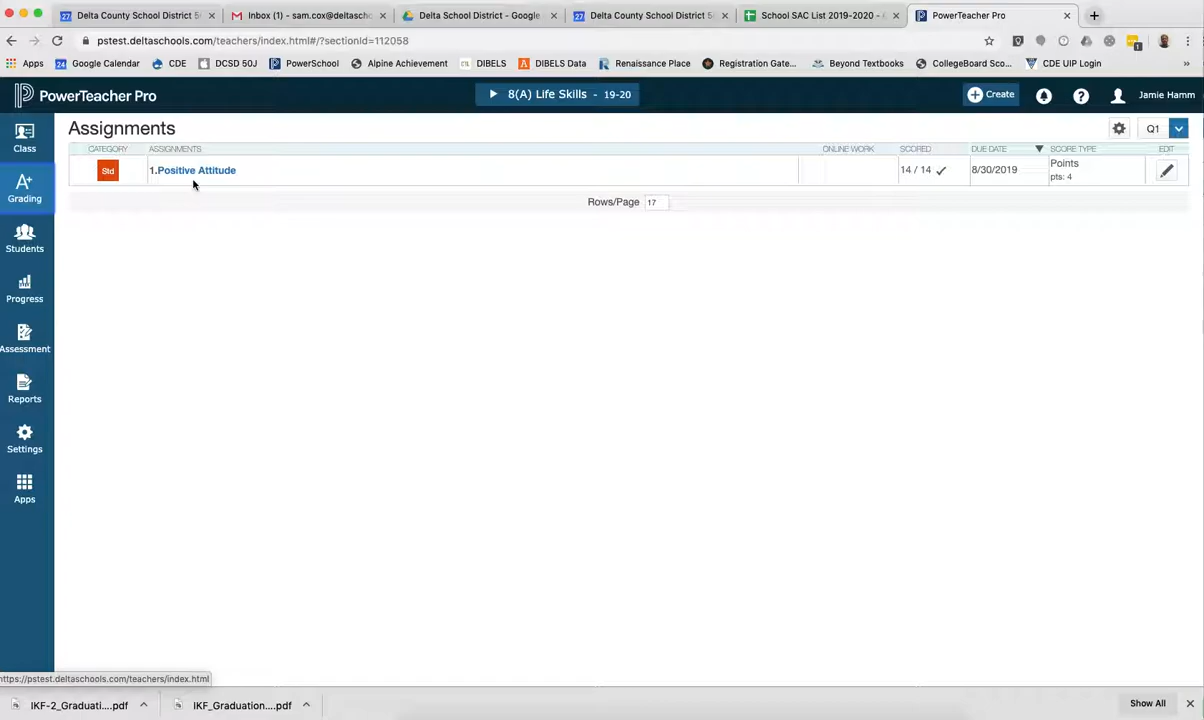 Delta County School District 5
Inbox (1) - sam.cox@deltascho
Delta School District - Google
Delta County School District 5
School SAC List 2019-2020 -
PowerTeacher Pro
pstest.deltaschools.com/teachers/index.html#/?sectionId=112058
Apps
Google Calendar
CDE
DCSD 50J
PowerSchool
Alpine Achievement
DIBELS
DIBELS Data
Renaissance Place
Registration Gate...
Beyond Textbooks
CollegeBoard Sco...
CDE UIP Login
»
PowerTeacher Pro
8(A) Life Skills - 19-20
Create
Jamie Hamm
Class
Grading
Students
Progress
Assessment
Reports
Settings
Apps
Assignments
Q1
CATEGORY ASSIGNMENTS ONLINE WORK SCORED DUE DATE SCORE TYPE EDIT
Std 1.Positive Attitude 14 / 14 8/30/2019 Points
pts: 4
Rows/Page 17
https://pstest.deltaschools.com/teachers/index.html
IKF-2_Graduati....pdf
IKF_Graduation....pdf
Show All